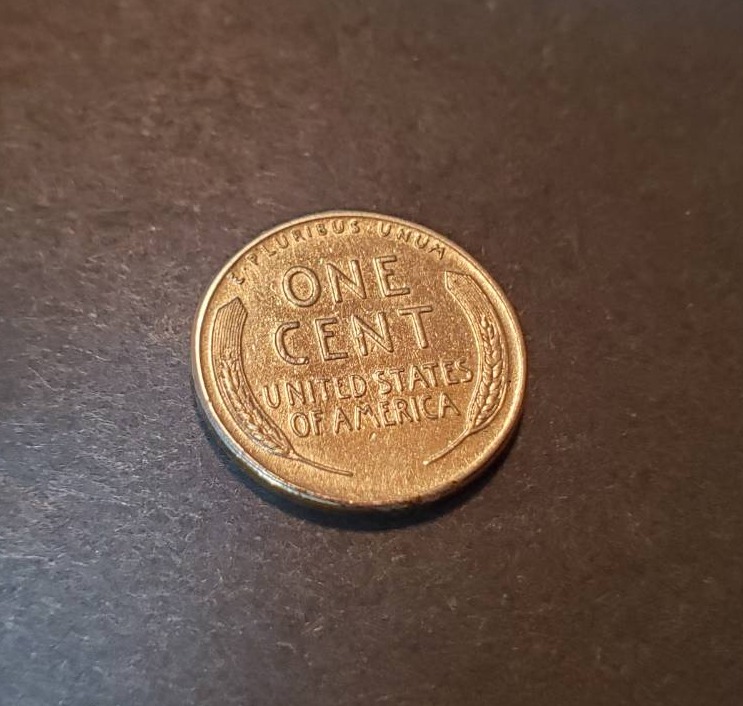 E·PLURIBUS·UNUM
ONE
CENT
UNITED STATES
OF AMERICA